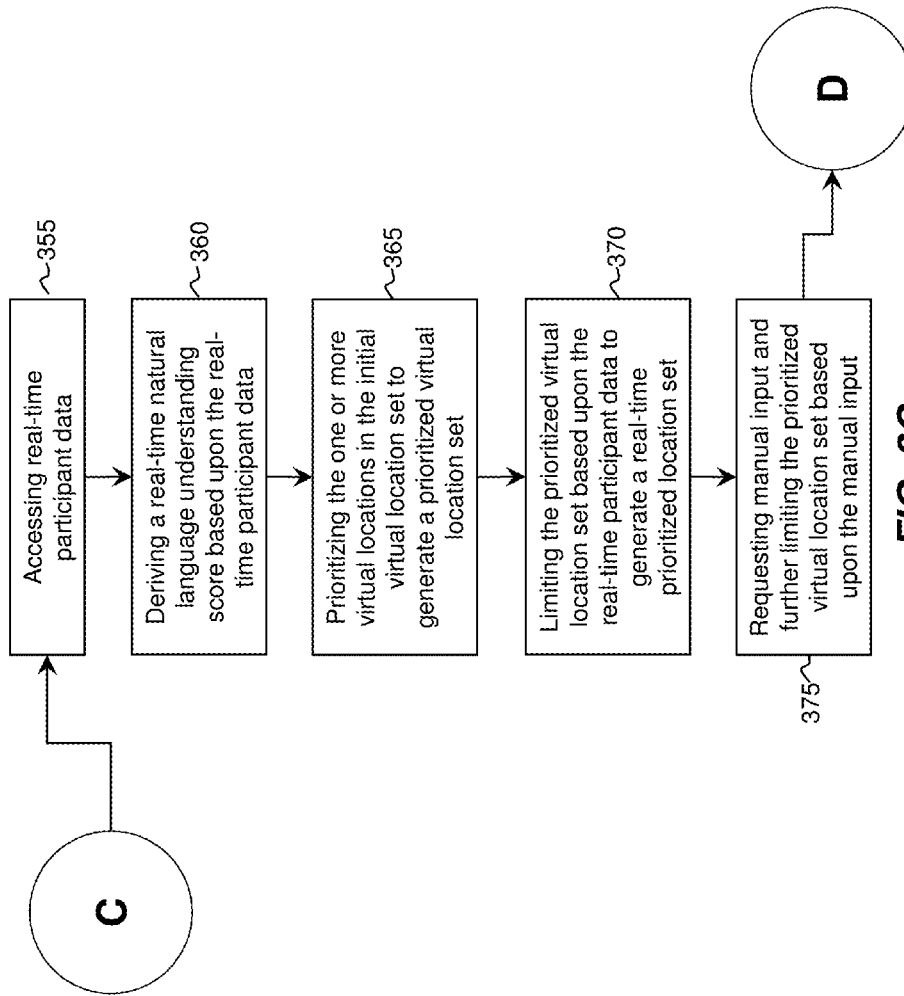 C
Accessing real-time
participant data
355
Deriving a real-time natural
language understanding
score based upon the real-
time participant data
360
Prioritizing the one or more
virtual locations in the initial
virtual location set to
generate a prioritized virtual
location set
365
Limiting the prioritized virtual
location set based upon the
real-time participant data to
generate a real-time
prioritized location set
370
Requesting manual input and
further limiting the prioritized
virtual location set based
upon the manual input
375
D
FIG.